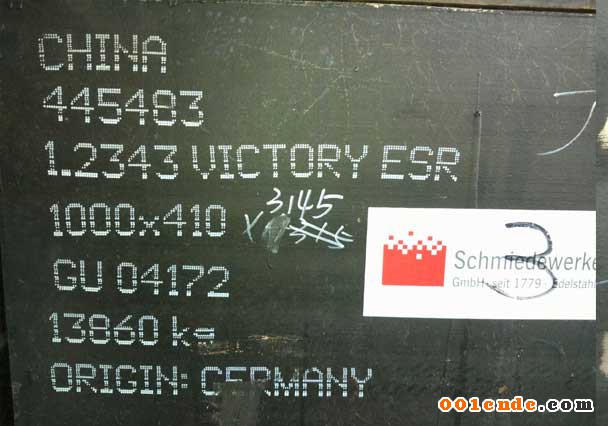 CHINA
445483
1.2343 VICTORY ESR
1000x410 x 3145
GU 04172
13860 kg
ORIGIN: GERMANY
3
Schmiedewerke
GmbH · seit 1779 · Edelstahl
001ende.com